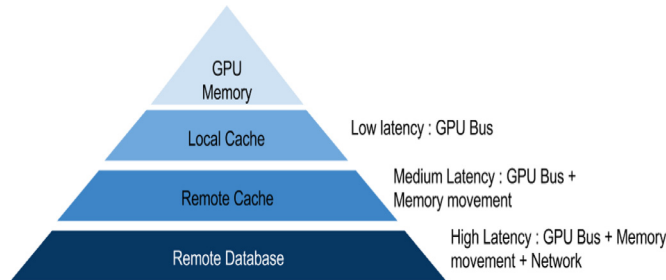 GPU
Memory
Local Cache
Low latency : GPU Bus
Remote Cache
Medium Latency : GPU Bus +
Memory movement
Remote Database
High Latency : GPU Bus + Memory
movement + Network